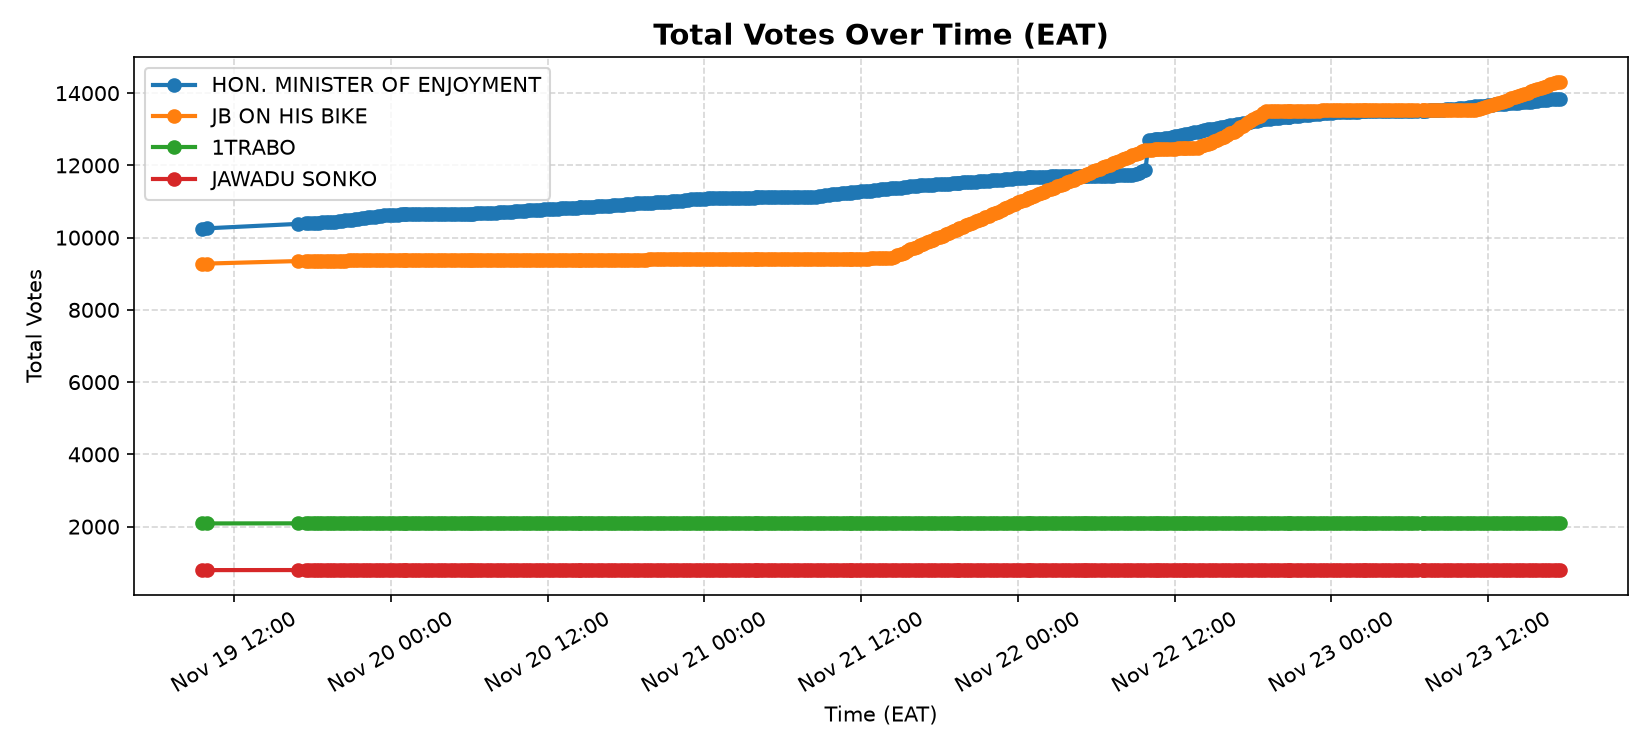 Total Votes Over Time (EAT)
HON. MINISTER OF ENJOYMENT
JB ON HIS BIKE
1TRABO
JAWADU SONKO
Total Votes
14000
12000
10000
8000
6000
4000
2000
Nov 19 12:00
Nov 20 00:00
Nov 20 12:00
Nov 21 00:00
Nov 21 12:00
Nov 22 00:00
Nov 22 12:00
Nov 23 00:00
Nov 23 12:00
Time (EAT)